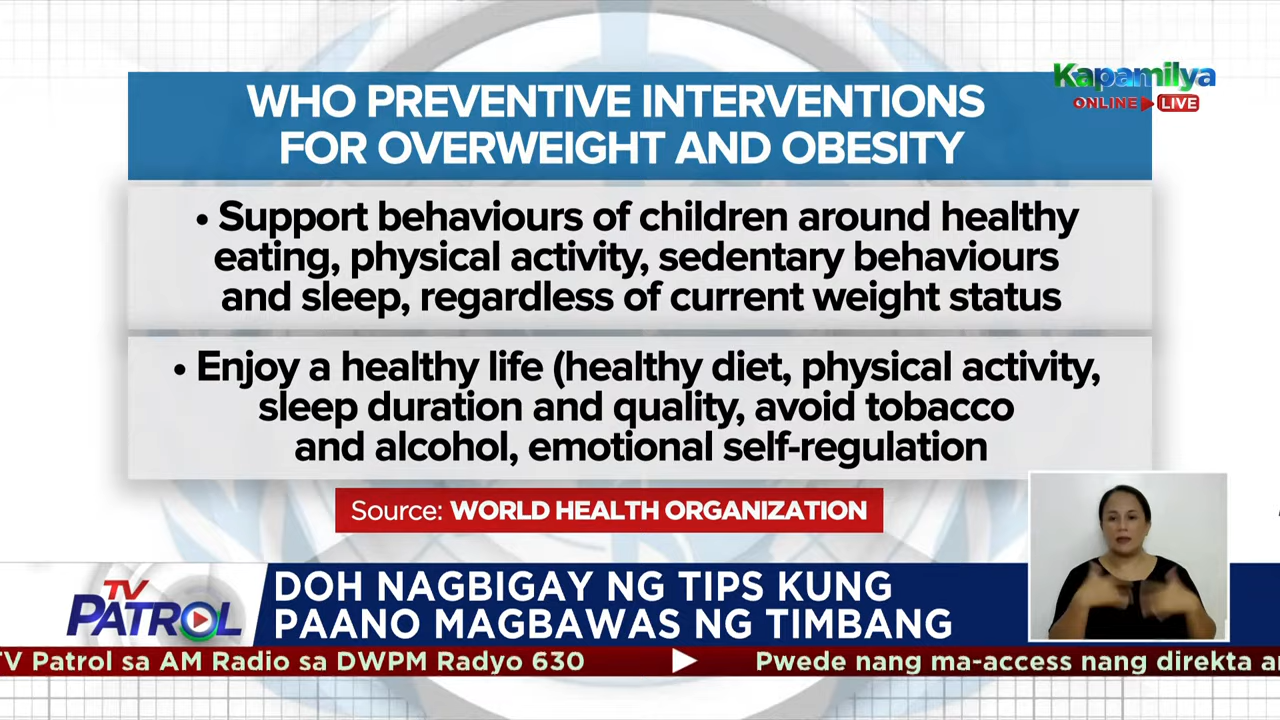 Kapamilya
ONLINE LIVE
WHO PREVENTIVE INTERVENTIONS
FOR OVERWEIGHT AND OBESITY
• Support behaviours of children around healthy
eating, physical activity, sedentary behaviours
and sleep, regardless of current weight status
• Enjoy a healthy life (healthy diet, physical activity,
sleep duration and quality, avoid tobacco
and alcohol, emotional self-regulation
Source: WORLD HEALTH ORGANIZATION
TV
PATROL
DOH NAGBIGAY NG TIPS KUNG
PAANO MAGBAWAS NG TIMBANG
TV Patrol sa AM Radio sa DWPM Radyo 630
Pwede nang ma-access nang direkta